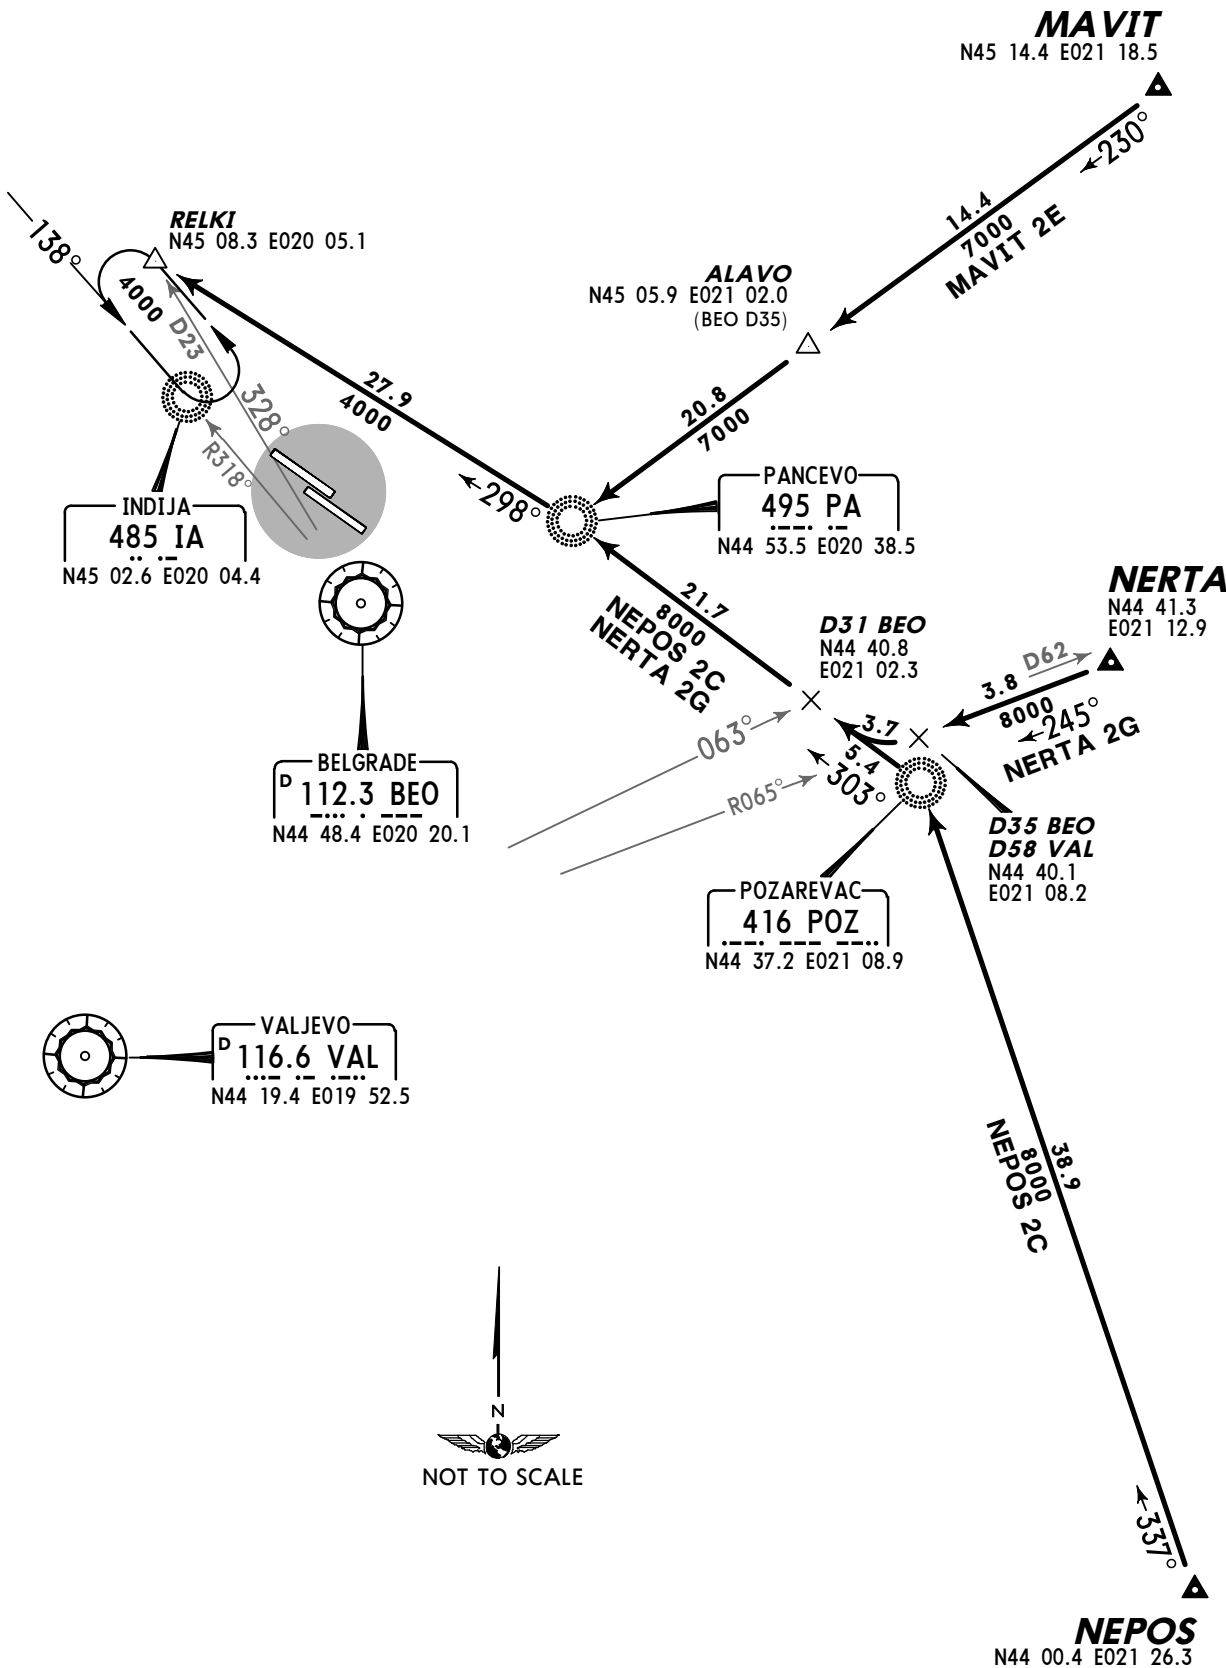 MAVIT
N45 14.4 E021 18.5
230°
14.4
7000
MAVIT 2E
RELKI
N45 08.3 E020 05.1
138°
4000
D23
328°
R318°
ALAVO
N45 05.9 E021 02.0
(BEO D35)
27.9
4000
298°
20.8
7000
PANCEVO
495 PA
N44 53.5 E020 38.5
INDIJA
485 IA
N45 02.6 E020 04.4
NERTA
N44 41.3
E021 12.9
D62
3.8
8000
245°
NERTA 2G
21.7
8000
NEPOS 2C
NERTA 2G
D31 BEO
N44 40.8
E021 02.3
063°
R065°
3.7
5.4
303°
BELGRADE
D 112.3 BEO
N44 48.4 E020 20.1
D35 BEO
D58 VAL
N44 40.1
E021 08.2
POZAREVAC
416 POZ
N44 37.2 E021 08.9
VALJEVO
D 116.6 VAL
N44 19.4 E019 52.5
38.9
8000
NEPOS 2C
N
NOT TO SCALE
337°
NEPOS
N44 00.4 E021 26.3